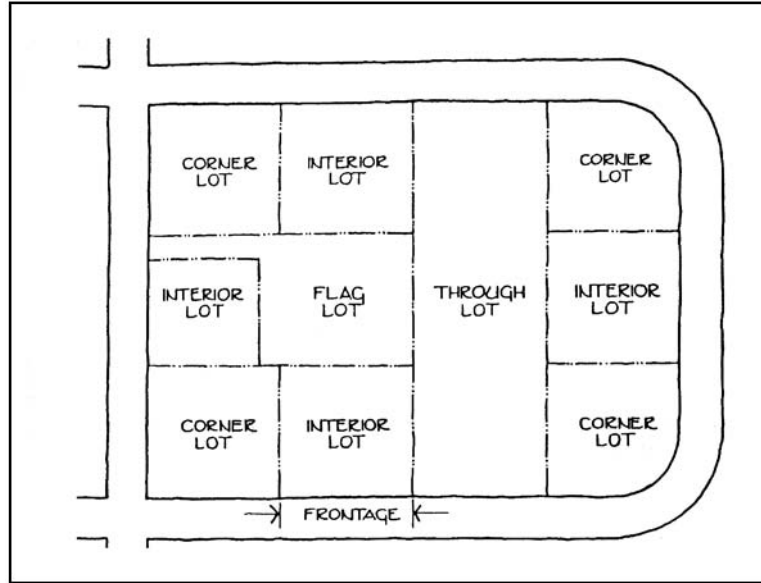 CORNER
LOT
INTERIOR
LOT
CORNER
LOT
INTERIOR
LOT
FLAG
LOT
THROUGH
LOT
INTERIOR
LOT
CORNER
LOT
INTERIOR
LOT
CORNER
LOT
FRONTAGE